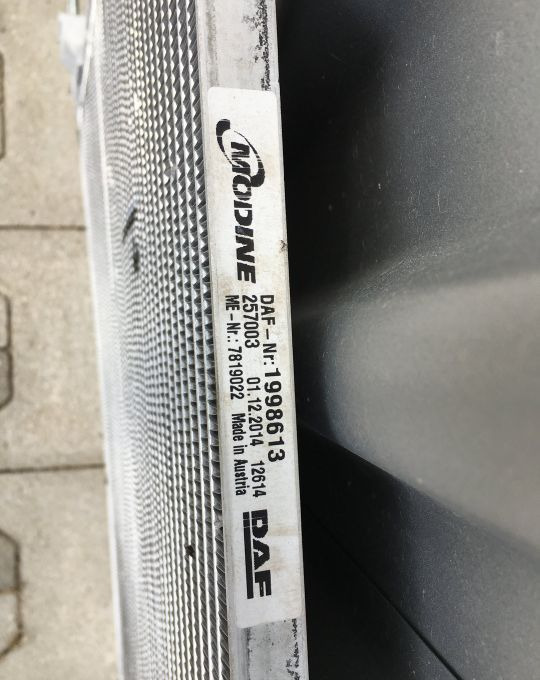 MODINE
DAF-Nr: 1998613
257003 01.12.2014 12614
ME-Nr.: 7819022 Made in Austria
DAF